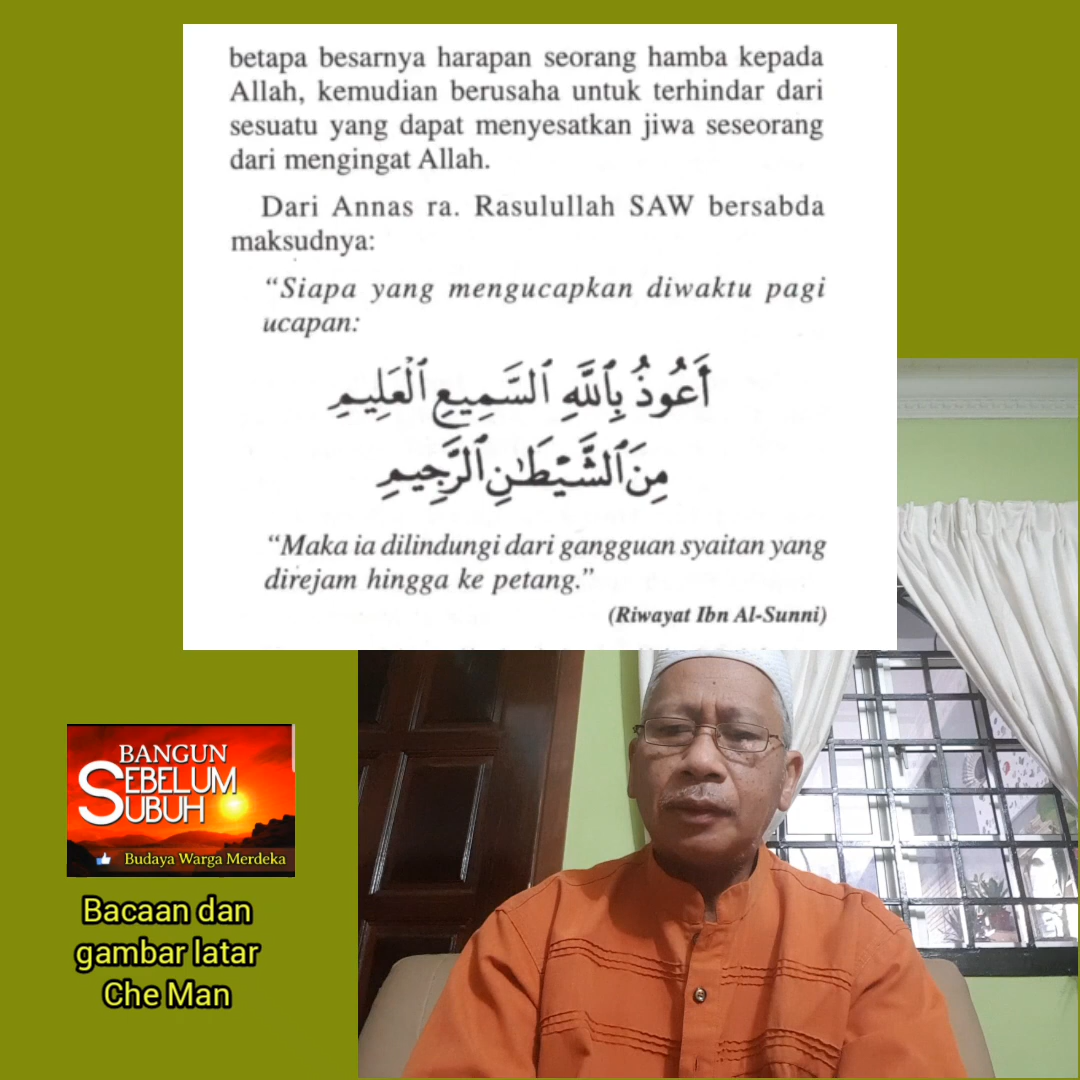 betapa besarnya harapan seorang hamba kepada
Allah, kemudian berusaha untuk terhindar dari
sesuatu yang dapat menyesatkan jiwa seseorang
dari mengingat Allah.
Dari Annas ra. Rasulullah SAW bersabda
maksudnya:
“Siapa yang mengucapkan diwaktu pagi
ucapan:
أَعُوذُ بِٱللَّهِ ٱلسَّمِيعِ ٱلْعَلِيمِ
مِنَ ٱلشَّيْطَٰنِ ٱلرَّجِيمِ
“Maka ia dilindungi dari gangguan syaitan yang
direjam hingga ke petang.”
(Riwayat Ibn Al-Sunni)
BANGUN
SEBELUM
SUBUH
Budaya Warga Merdeka
Bacaan dan
gambar latar
Che Man